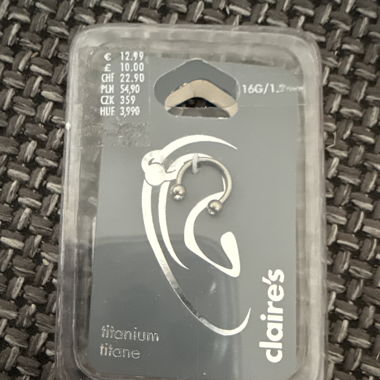 € 12.99
£ 10.00
CHF 22.90
PLN 54,90
CZK 359
HUF 3,990
16G/1.2mm
titanium
titane
claire's